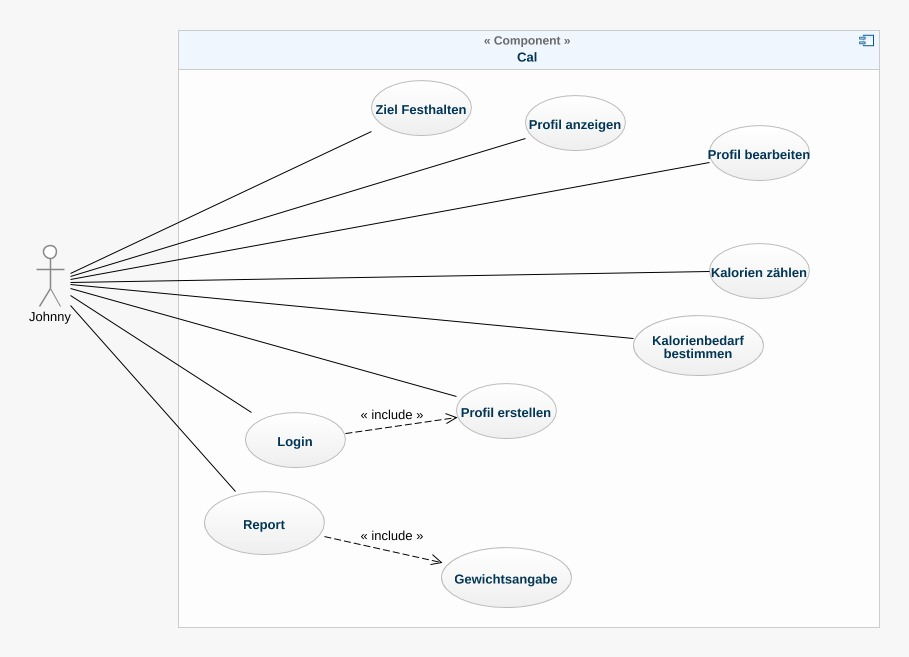 « Component »
Cal
Ziel Festhalten
Profil anzeigen
Profil bearbeiten
Kalorien zählen
Johnny
Kalorienbedarf
bestimmen
« include »
Profil erstellen
Login
Report
« include »
Gewichtsangabe